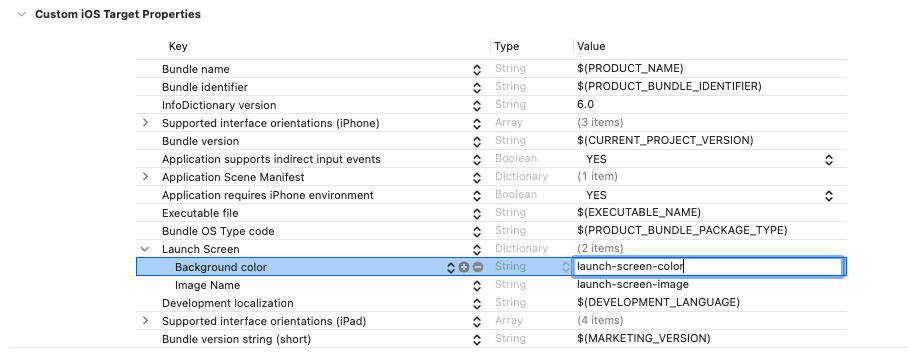 Custom iOS Target Properties
Key Type Value
Bundle name String $(PRODUCT_NAME)
Bundle identifier String $(PRODUCT_BUNDLE_IDENTIFIER)
InfoDictionary version String 6.0
Supported interface orientations (iPhone) Array (3 items)
Bundle version String $(CURRENT_PROJECT_VERSION)
Application supports indirect input events Boolean YES
Application Scene Manifest Dictionary (1 item)
Application requires iPhone environment Boolean YES
Executable file String $(EXECUTABLE_NAME)
Bundle OS Type code String $(PRODUCT_BUNDLE_PACKAGE_TYPE)
Launch Screen Dictionary (2 items)
Background color String launch-screen-color
Image Name String launch-screen-image
Development localization String $(DEVELOPMENT_LANGUAGE)
Supported interface orientations (iPad) Array (4 items)
Bundle version string (short) String $(MARKETING_VERSION)